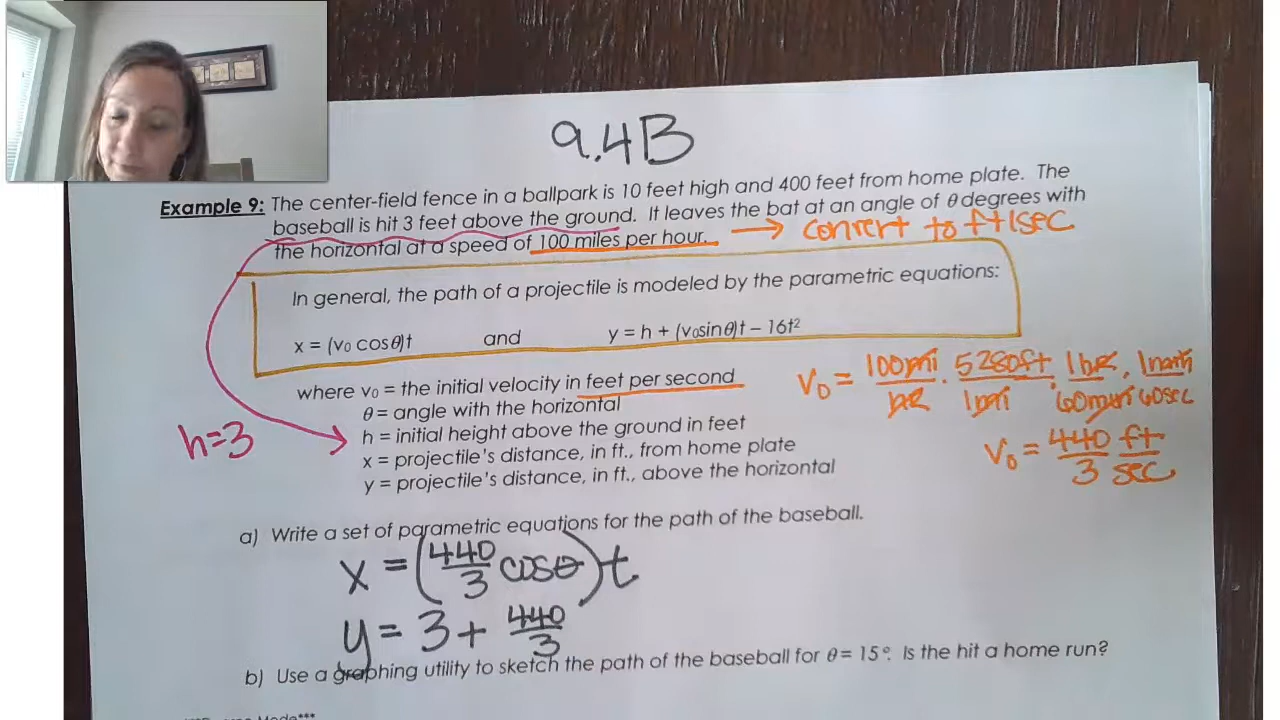 9.4B
Example 9: The center-field fence in a ballpark is 10 feet high and 400 feet from home plate. The
baseball is hit 3 feet above the ground. It leaves the bat at an angle of θ degrees with
the horizontal at a speed of 100 miles per hour. → convert to ft/sec
In general, the path of a projectile is modeled by the parametric equations:
x = (v₀ cosθ)t and y = h + (v₀sinθ)t – 16t²
where v₀ = the initial velocity in feet per second
θ = angle with the horizontal
h = initial height above the ground in feet
x = projectile's distance, in ft., from home plate
y = projectile's distance, in ft., above the horizontal
h=3
V₀ = 100mi/hr · 5280ft/1mi · 1hr/60min · 1min/60sec
V₀ = 440/3 ft/sec
a) Write a set of parametric equations for the path of the baseball.
x = (440/3 cosθ)t
y = 3 + 440/3
b) Use a graphing utility to sketch the path of the baseball for θ = 15°. Is the hit a home run?
Mode***